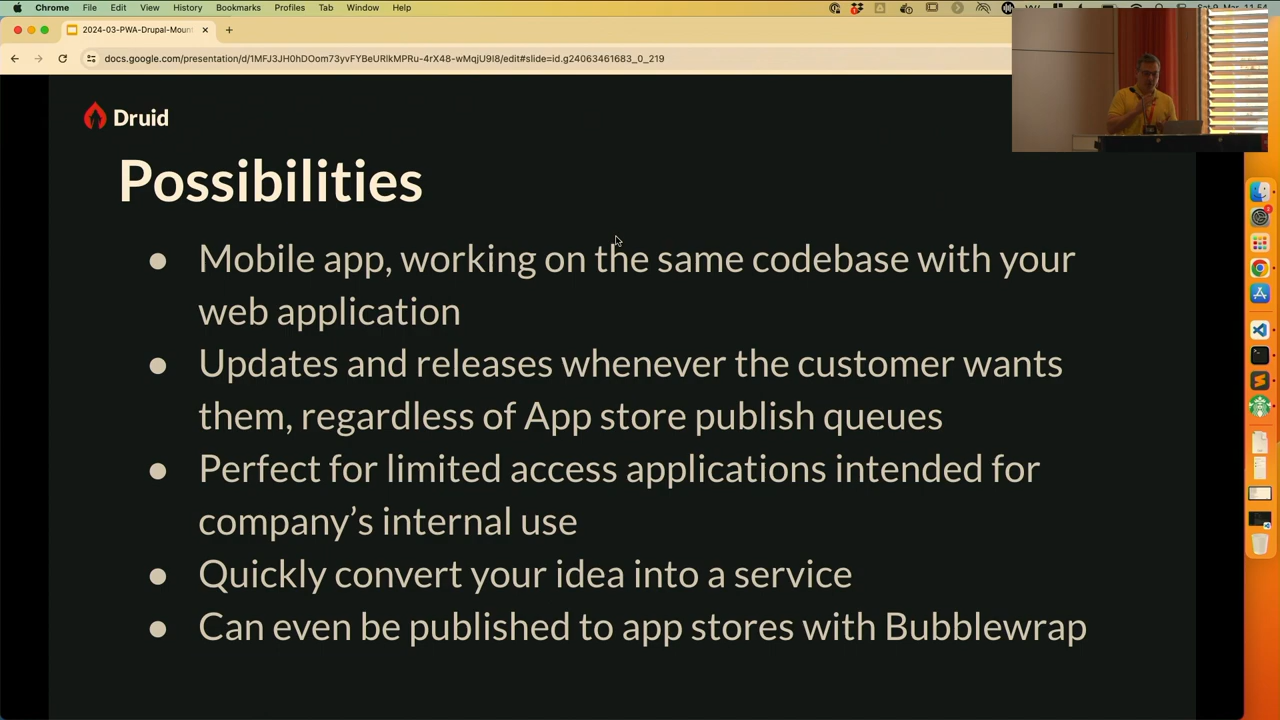 Chrome File Edit View History Bookmarks Profiles Tab Window Help
2024-03-PWA-Drupal-Moun
docs.google.com/presentation/d/1MFJ3JH0hDOom73yvFYBeURlkMPRu-4rX48-wMqjU9I8/edit#slide=id.g24063461683_0_219
Druid
Possibilities
● Mobile app, working on the same codebase with your
web application
● Updates and releases whenever the customer wants
them, regardless of App store publish queues
● Perfect for limited access applications intended for
company’s internal use
● Quickly convert your idea into a service
● Can even be published to app stores with Bubblewrap